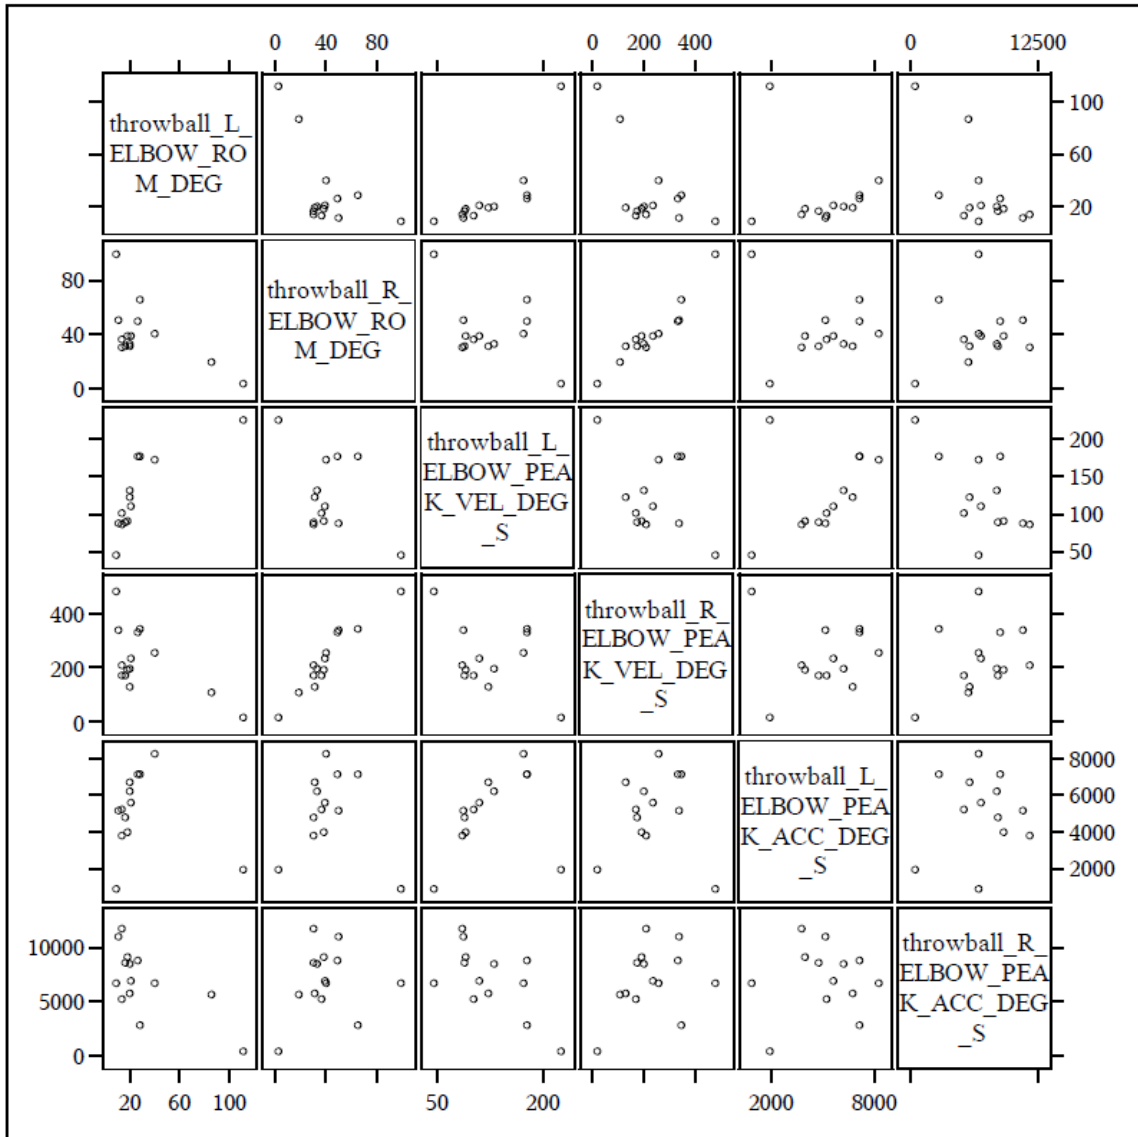 0 40 80 0 200 400 0 12500
throwball_L_
ELBOW_RO
M_DEG
100
60
20
80
40
0
throwball_R_
ELBOW_RO
M_DEG
throwball_L_
ELBOW_PEA
K_VEL_DEG
_S
200
150
100
50
400
200
0
throwball_R_
ELBOW_PEA
K_VEL_DEG
_S
throwball_L_
ELBOW_PEA
K_ACC_DEG
_S
8000
6000
4000
2000
10000
5000
0
throwball_R_
ELBOW_PEA
K_ACC_DEG
_S
20 60 100 50 200 2000 8000